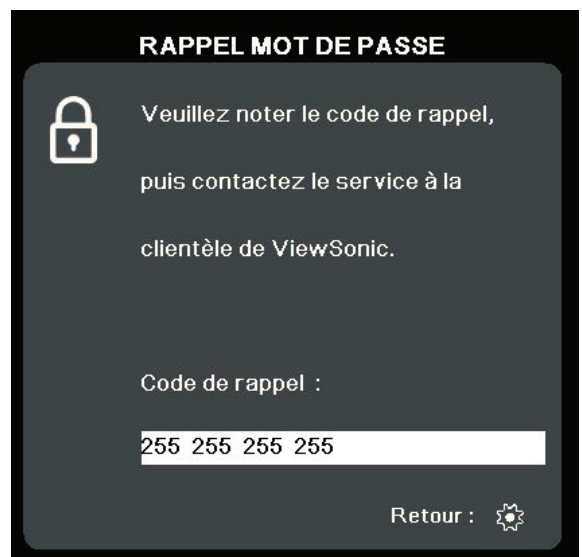 RAPPEL MOT DE PASSE
Veuillez noter le code de rappel,
puis contactez le service à la
clientèle de ViewSonic.
Code de rappel :
255 255 255 255
Retour :